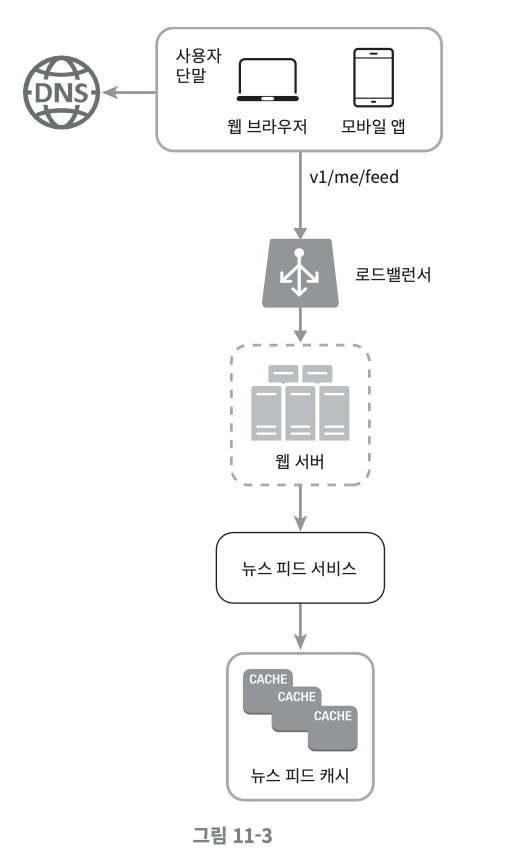 사용자
단말
DNS
웹 브라우저
모바일 앱
v1/me/feed
로드밸런서
웹 서버
뉴스 피드 서비스
CACHE
CACHE
CACHE
뉴스 피드 캐시
그림 11-3